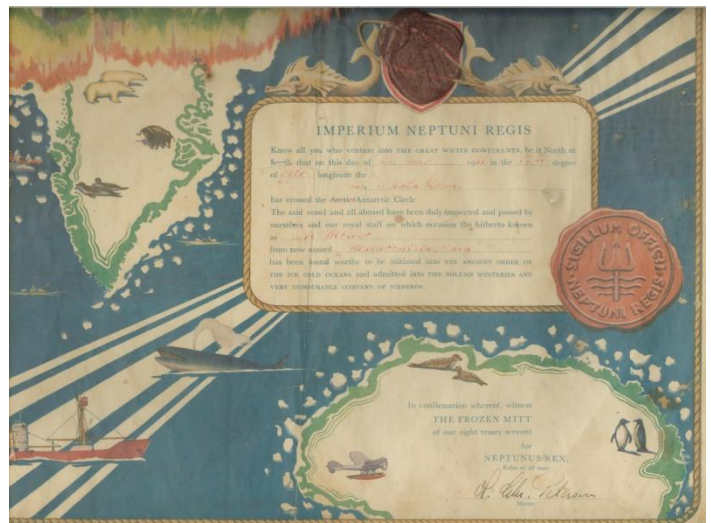 IMPERIUM NEPTUNI REGIS
Know all you who venture into THE GREAT WHITE CONTINENTS, be it North or
South that on this day of 19 in the degree
of longitude the
has crossed the Arctic/Antarctic Circle.
The said vessel and all aboard have been duly inspected and passed by
ourselves and our royal staff on which occasion the hitherto known
as
from now named
has been found worthy to be initiated into THE ANCIENT ORDER OF
THE ICE COLD OCEANS and admitted into THE SOLEMN MYSTERIES AND
VERY HONOURABLE COMPANY OF ICEBERGS.
SIGILLUM OFFICII
NEPTUNI REGIS
In confirmation whereof, witness
THE FROZEN MITT
of our right trusty servant
for
NEPTUNUS REX,
Ruler of all seas
Master